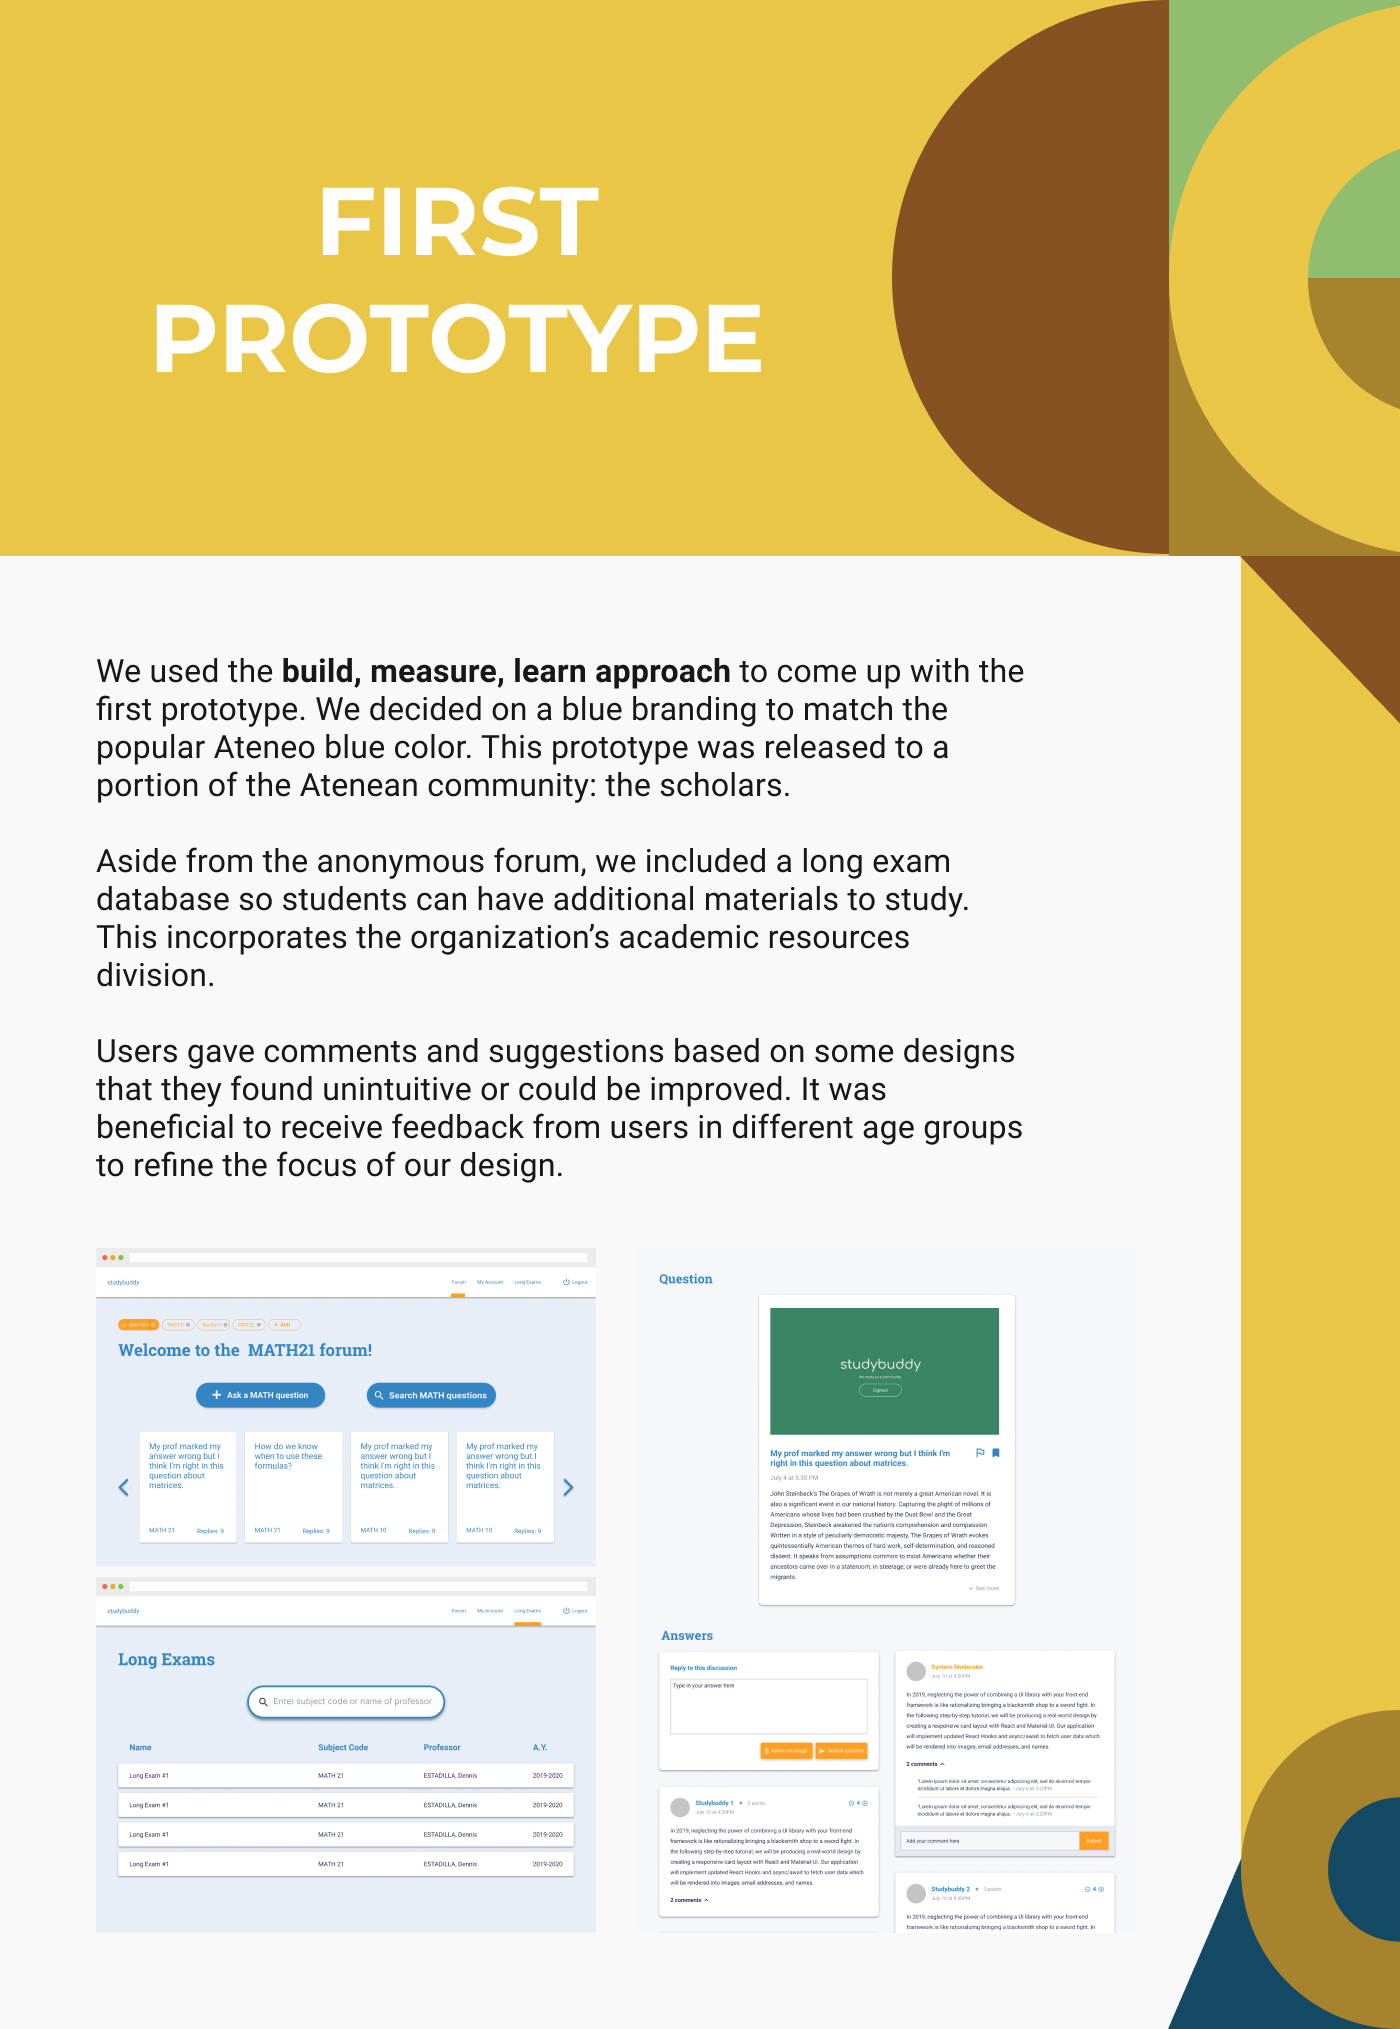 FIRST
PROTOTYPE
We used the build, measure, learn approach to come up with the
first prototype. We decided on a blue branding to match the
popular Ateneo blue color. This prototype was released to a
portion of the Atenean community: the scholars.
Aside from the anonymous forum, we included a long exam
database so students can have additional materials to study.
This incorporates the organization’s academic resources
division.
Users gave comments and suggestions based on some designs
that they found unintuitive or could be improved. It was
beneficial to receive feedback from users in different age groups
to refine the focus of our design.
studybuddy
Forum My Account Long Exams Logout
MATH21
ADD
Welcome to the MATH21 forum!
Ask a MATH question
Search MATH questions
My prof marked my
answer wrong but I
think I'm right in this
question about
matrices.
MATH 21 Replies: 9
How do we know
when to use these
formulas?
MATH 21 Replies: 9
My prof marked my
answer wrong but I
think I'm right in this
question about
matrices.
MATH 10 Replies: 9
My prof marked my
answer wrong but I
think I'm right in this
question about
matrices.
MATH 10 Replies: 9
studybuddy
Forum My Account Long Exams Logout
Long Exams
Enter subject code or name of professor
Name Subject Code Professor A.Y.
Long Exam #1 MATH 21 ESTADILLA, Dennis 2019-2020
Long Exam #1 MATH 21 ESTADILLA, Dennis 2019-2020
Long Exam #1 MATH 21 ESTADILLA, Dennis 2019-2020
Long Exam #1 MATH 21 ESTADILLA, Dennis 2019-2020
Question
studybuddy
We study as a community
My prof marked my answer wrong but I think I'm
right in this question about matrices.
July 4 at 5:30 PM
John Steinbeck's The Grapes of Wrath is not merely a great American novel. It is
also a significant event in our national history. Capturing the plight of millions of
Americans whose lives had been crushed by the Dust Bowl and the Great
Depression, Steinbeck awakened the nation's comprehension and compassion.
Written in a style of peculiarly democratic majesty, The Grapes of Wrath evokes
quintessentially American themes of hard work, self-determination, and reasoned
dissent. It speaks from assumptions common to most Americans whether their
ancestors came over in a stateroom, in steerage, or were already here to greet the
migrants.
See more
Answers
Reply to this discussion
Type in your answer here
Attach an image
Submit question
Studybuddy 1 3 points 4
July 10 at 4:30PM
In 2019, neglecting the power of combining a UI library with your front-end
framework is like rationalizing bringing a blacksmith shop to a sword fight. In
the following step-by-step tutorial, we will be producing a real-world design by
creating a responsive card layout with React and Material-UI. Our application
will implement updated React Hooks and async/await to fetch user data which
will be rendered into images, email addresses, and names.
2 comments
System Moderator
July 10 at 4:30PM
In 2019, neglecting the power of combining a UI library with your front-end
framework is like rationalizing bringing a blacksmith shop to a sword fight. In
the following step-by-step tutorial, we will be producing a real-world design by
creating a responsive card layout with React and Material-UI. Our application
will implement updated React Hooks and async/await to fetch user data which
will be rendered into images, email addresses, and names.
2 comments
"Lorem ipsum dolor sit amet, consectetur adipiscing elit, sed do eiusmod tempor
incididunt ut labore et dolore magna aliqua. --July 6 at 3:20PM
"Lorem ipsum dolor sit amet, consectetur adipiscing elit, sed do eiusmod tempor
incididunt ut labore et dolore magna aliqua. --July 6 at 3:20PM
Add your comment here
Submit
Studybuddy 2 3 points 4
July 10 at 4:30PM
In 2019, neglecting the power of combining a UI library with your front-end
framework is like rationalizing bringing a blacksmith shop to a sword fight. In